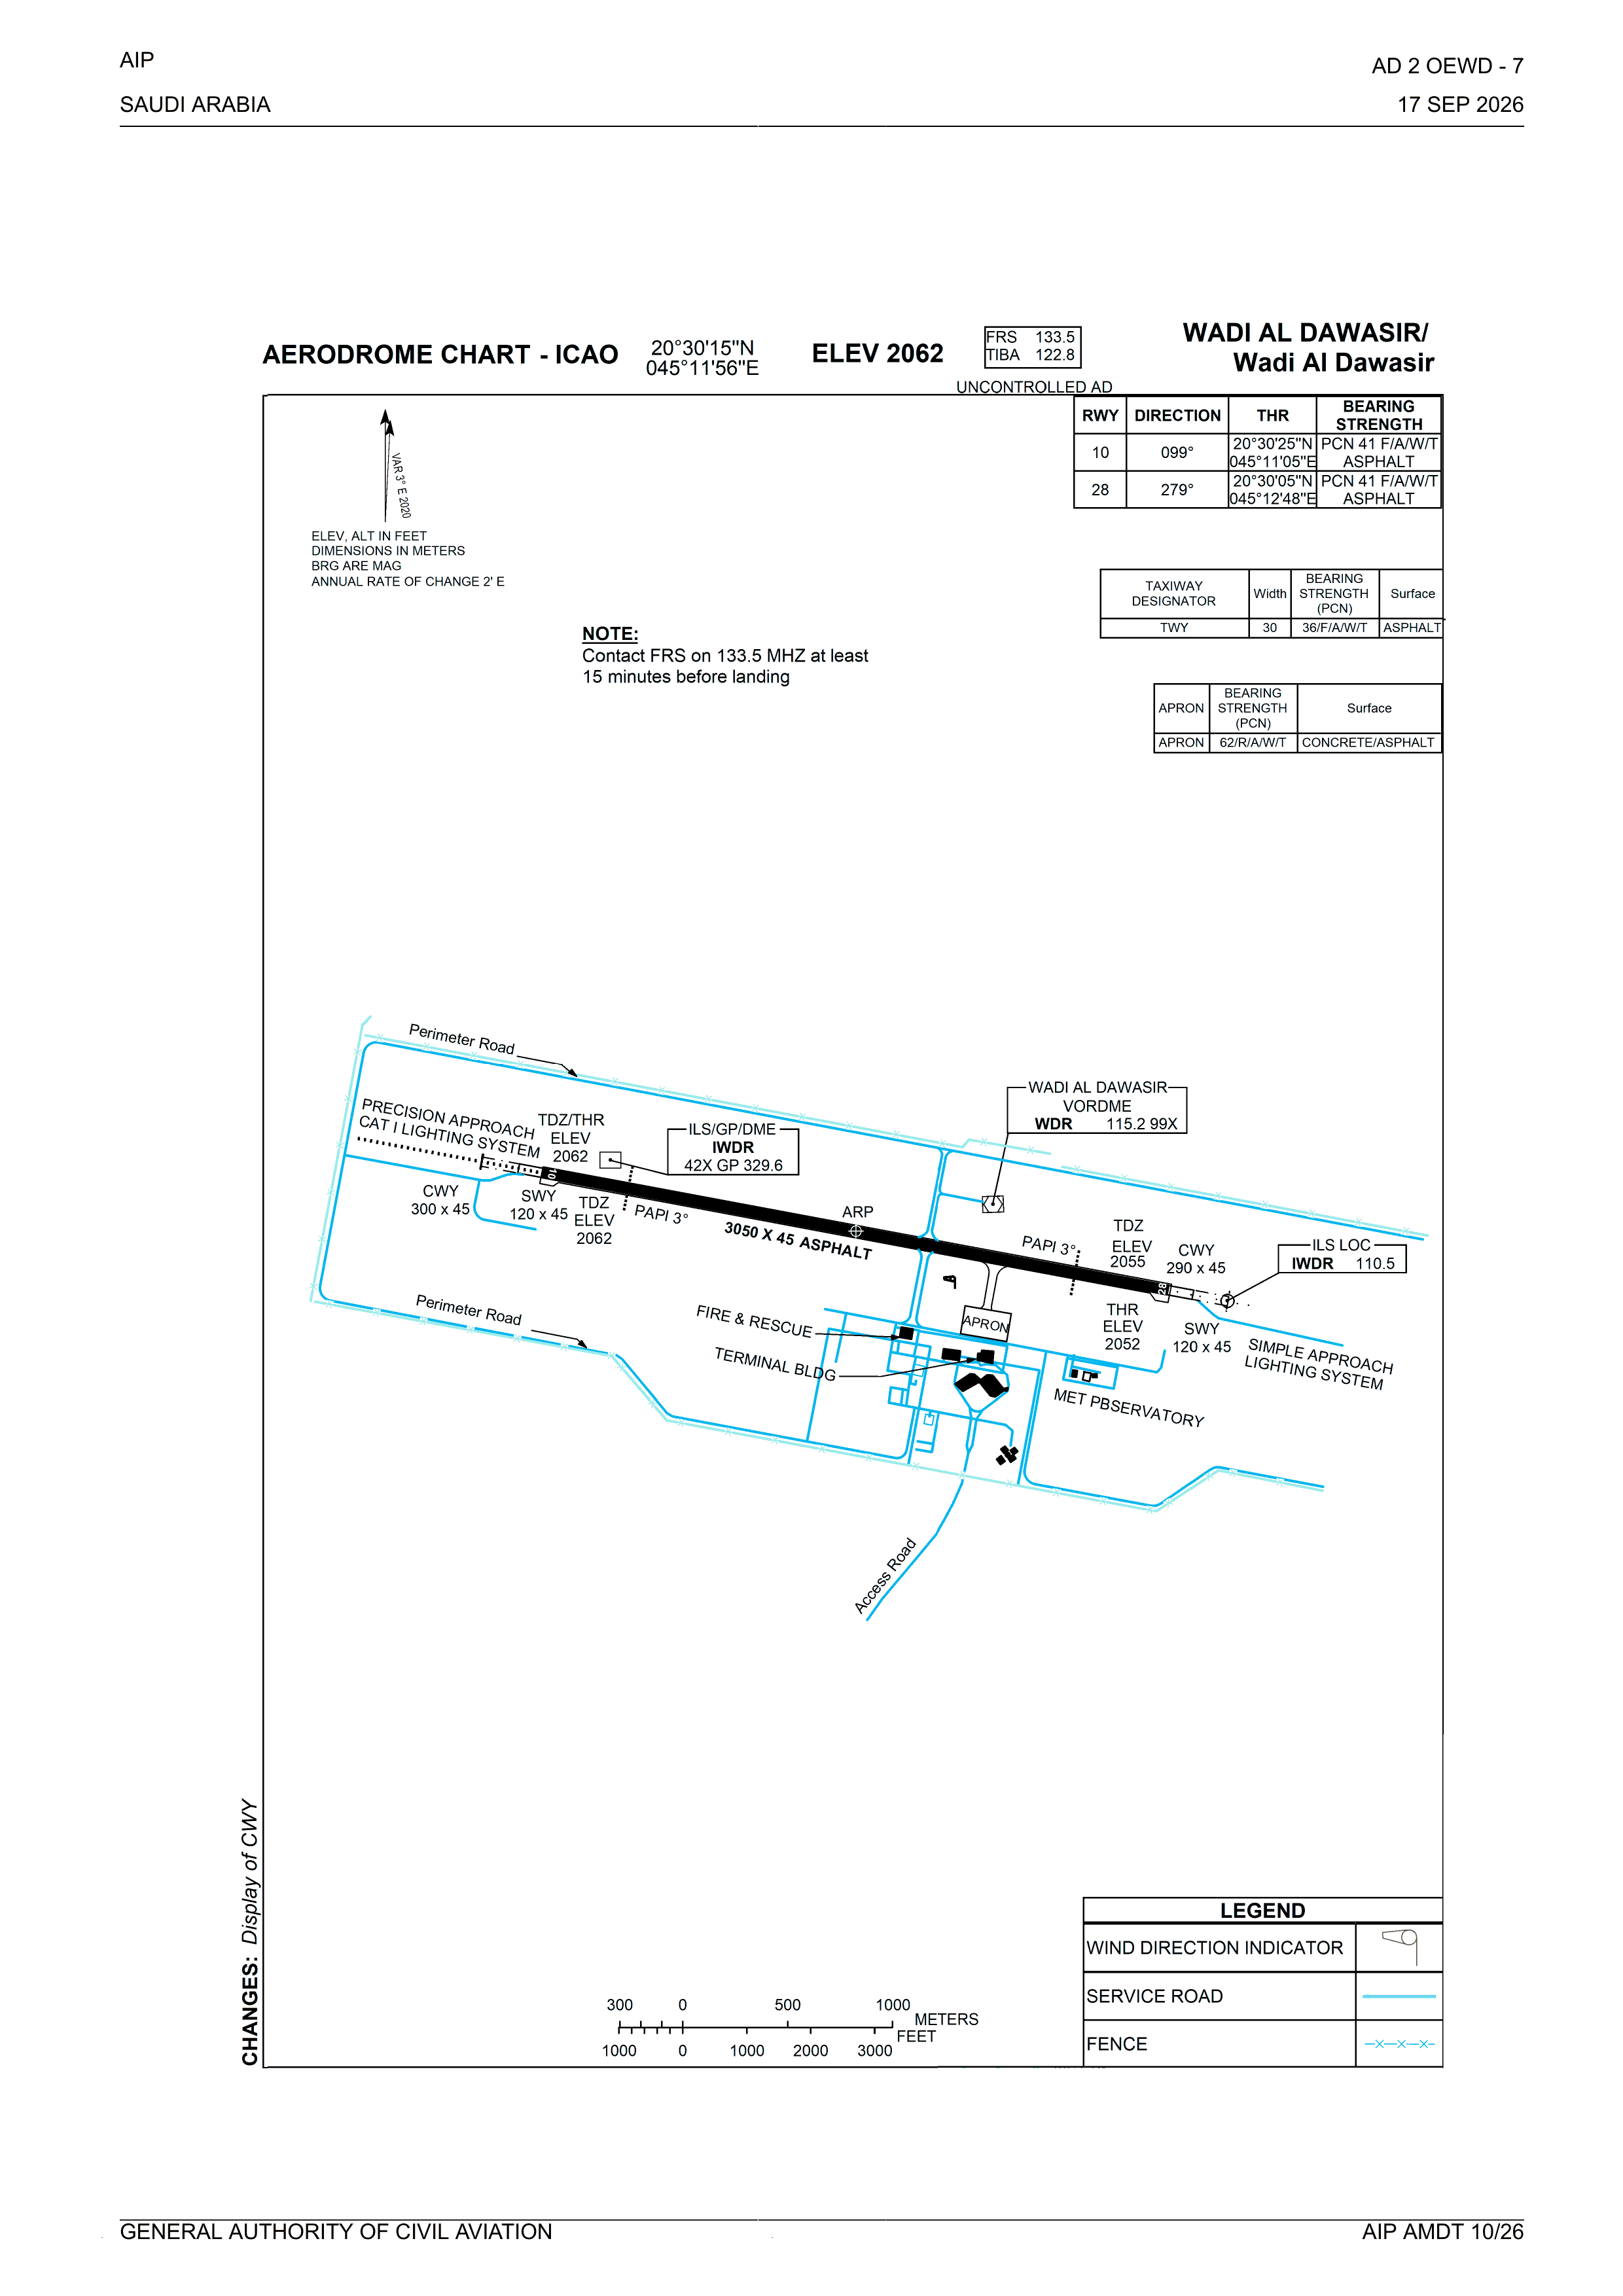 AIP
SAUDI ARABIA
AD 2 OEWD - 7
17 SEP 2026
AERODROME CHART - ICAO
20°30'15"N
045°11'56"E
ELEV 2062
FRS 133.5
TIBA 122.8
UNCONTROLLED AD
WADI AL DAWASIR/
Wadi Al Dawasir
RWY DIRECTION THR BEARING STRENGTH
10 099° 20°30'25"N 045°11'05"E PCN 41 F/A/W/T ASPHALT
28 279° 20°30'05"N 045°12'48"E PCN 41 F/A/W/T ASPHALT
VAR 3° E 2020
ELEV, ALT IN FEET
DIMENSIONS IN METERS
BRG ARE MAG
ANNUAL RATE OF CHANGE 2' E
TAXIWAY DESIGNATOR Width BEARING STRENGTH (PCN) Surface
TWY 30 36/F/A/W/T ASPHALT
NOTE:
Contact FRS on 133.5 MHZ at least
15 minutes before landing
APRON BEARING STRENGTH (PCN) Surface
APRON 62/R/A/W/T CONCRETE/ASPHALT
Perimeter Road
PRECISION APPROACH
CAT I LIGHTING SYSTEM
TDZ/THR
ELEV
2062
ILS/GP/DME
IWDR
42X GP 329.6
WADI AL DAWASIR
VORDME
WDR 115.2 99X
10
CWY
300 x 45
SWY
120 x 45
TDZ
ELEV
2062
PAPI 3°
ARP
3050 X 45 ASPHALT
PAPI 3°
TDZ
ELEV
2055
CWY
290 x 45
ILS LOC
IWDR 110.5
28
Perimeter Road
FIRE & RESCUE
APRON
TERMINAL BLDG
THR
ELEV
2052
SWY
120 x 45
SIMPLE APPROACH
LIGHTING SYSTEM
MET PBSERVATORY
Access Road
CHANGES: Display of CWY
LEGEND
WIND DIRECTION INDICATOR
SERVICE ROAD
FENCE
300 0 500 1000
METERS
FEET
1000 0 1000 2000 3000
GENERAL AUTHORITY OF CIVIL AVIATION
AIP AMDT 10/26